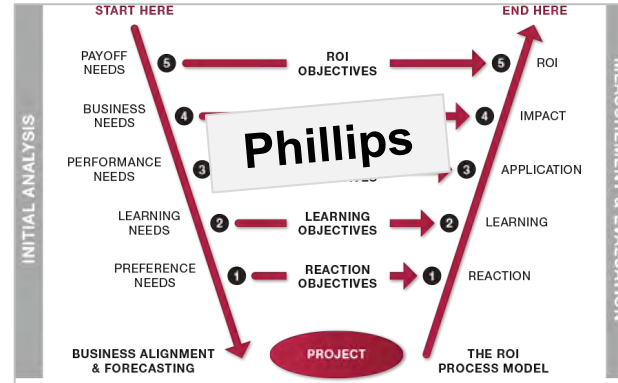 START HERE
END HERE
PAYOFF
NEEDS
5
ROI
OBJECTIVES
5
ROI
BUSINESS
NEEDS
4
4
IMPACT
Phillips
PERFORMANCE
NEEDS
3
3
APPLICATION
LEARNING
NEEDS
2
LEARNING
OBJECTIVES
2
LEARNING
PREFERENCE
NEEDS
1
REACTION
OBJECTIVES
1
REACTION
INITIAL ANALYSIS
BUSINESS ALIGNMENT
& FORECASTING
PROJECT
THE ROI
PROCESS MODEL